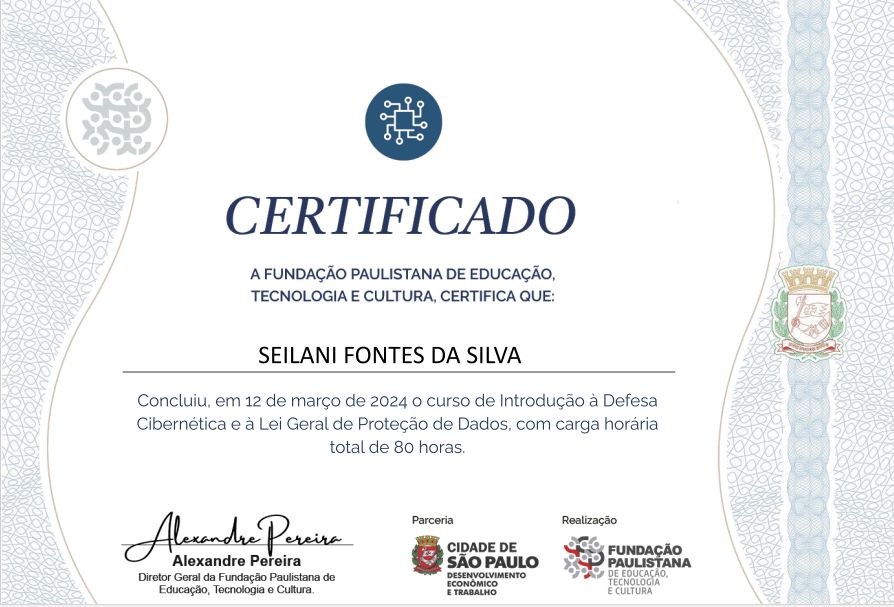 CERTIFICADO
A FUNDAÇÃO PAULISTANA DE EDUCAÇÃO,
TECNOLOGIA E CULTURA, CERTIFICA QUE:
SEILANI FONTES DA SILVA
Concluiu, em 12 de março de 2024 o curso de Introdução à Defesa
Cibernética e à Lei Geral de Proteção de Dados, com carga horária
total de 80 horas.
Alexandre Pereira
Alexandre Pereira
Diretor Geral da Fundação Paulistana de
Educação, Tecnologia e Cultura.
Parceria
CIDADE DE
SÃO PAULO
DESENVOLVIMENTO
ECONÔMICO
E TRABALHO
Realização
FUNDAÇÃO
PAULISTANA
DE EDUCAÇÃO,
TECNOLOGIA
E CULTURA